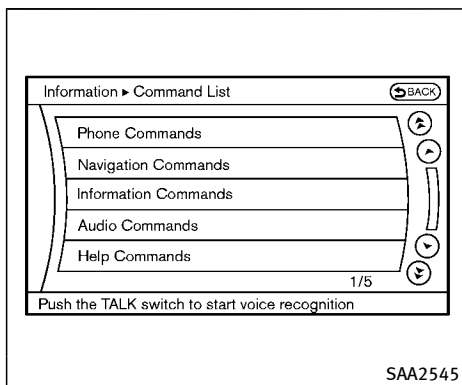 Information ▸ Command List
BACK
Phone Commands
Navigation Commands
Information Commands
Audio Commands
Help Commands
1/5
Push the TALK switch to start voice recognition
SAA2545